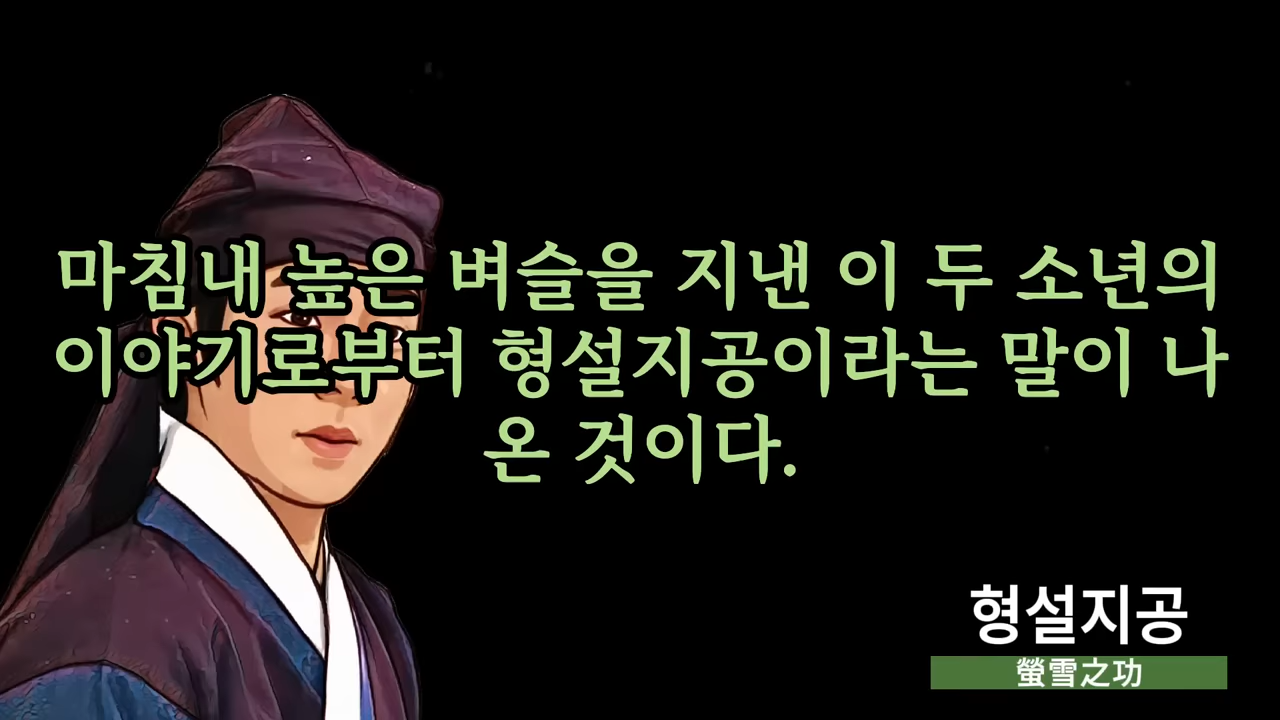 마침내 높은 벼슬을 지낸 이 두 소년의
이야기로부터 형설지공이라는 말이 나
온 것이다.
형설지공
螢雪之功